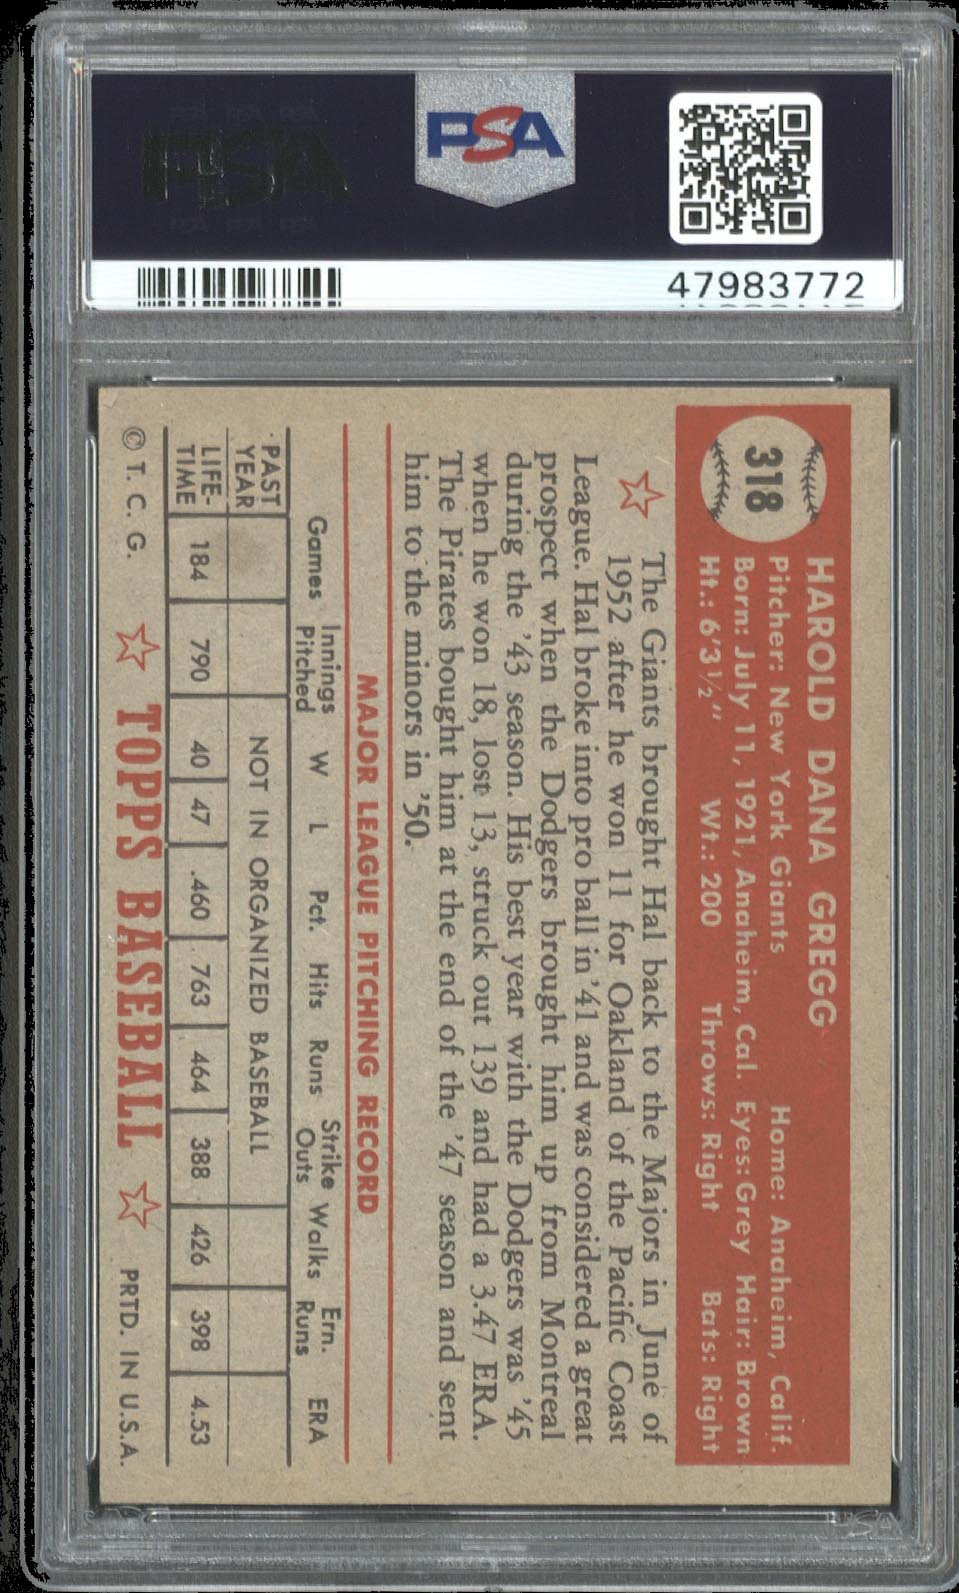 PSA
PSA
47983772
318
HAROLD DANA GREGG
Pitcher: New York Giants Home: Anaheim, Calif.
Born: July 11, 1921, Anaheim, Cal. Eyes: Grey Hair: Brown
Ht.: 6'3½" Wt.: 200 Throws: Right Bats: Right
The Giants brought Hal back to the Majors in June of
1952 after he won 11 for Oakland of the Pacific Coast
League. Hal broke into pro ball in '41 and was considered a great
prospect when the Dodgers brought him up from Montreal
during the '43 season. His best year with the Dodgers was '45
when he won 18, lost 13, struck out 139 and had a 3.47 ERA.
The Pirates bought him at the end of the '47 season and sent
him to the minors in '50.
MAJOR LEAGUE PITCHING RECORD
Games Innings Pitched W L Pct. Hits Runs Strike Outs Walks Ern. Runs ERA
PAST YEAR NOT IN ORGANIZED BASEBALL
LIFE-TIME 184 790 40 47 .460 763 464 388 426 398 4.53
© T. C. G. TOPPS BASEBALL PRTD. IN U.S.A.